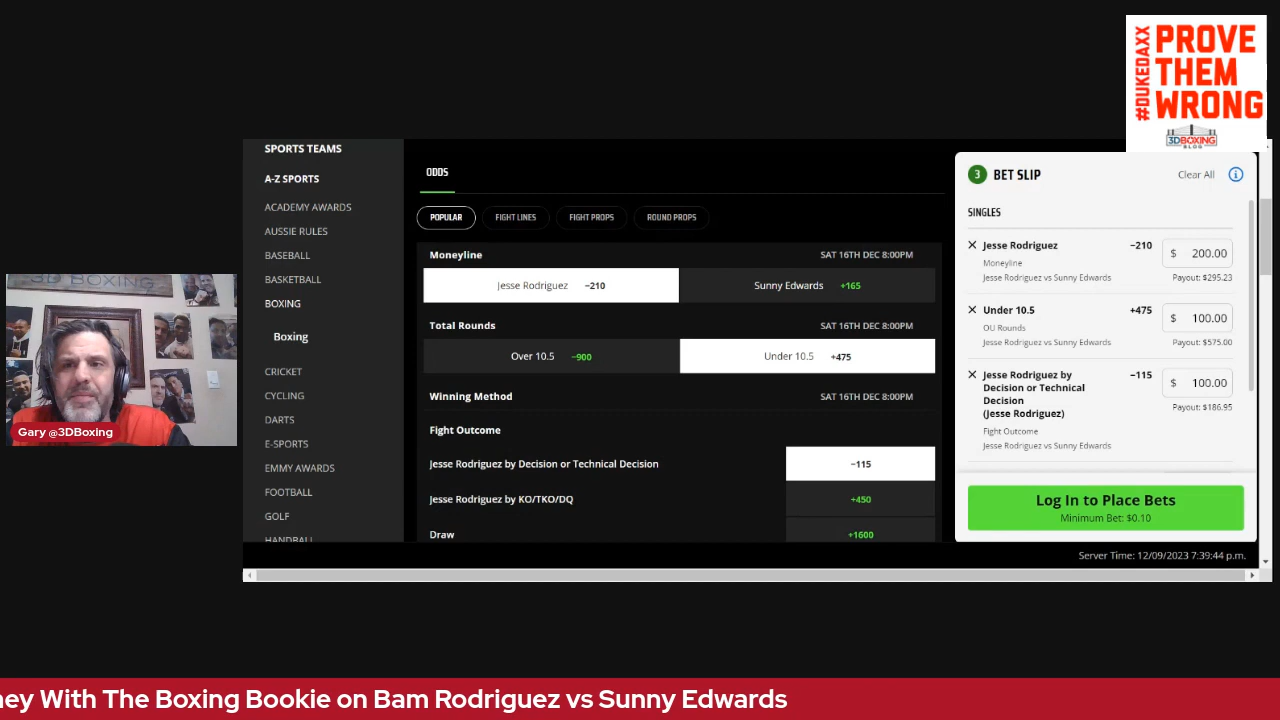 #DUKEDAXX
PROVE
THEM
WRONG
3DBOXING
BLOG
SPORTS TEAMS
A-Z SPORTS
ACADEMY AWARDS
AUSSIE RULES
BASEBALL
BASKETBALL
BOXING
Boxing
CRICKET
CYCLING
DARTS
E-SPORTS
EMMY AWARDS
FOOTBALL
GOLF
HANDBALL
ODDS
POPULAR FIGHT LINES FIGHT PROPS ROUND PROPS
Moneyline SAT 16TH DEC 8:00PM
Jesse Rodriguez −210 Sunny Edwards +165
Total Rounds SAT 16TH DEC 8:00PM
Over 10.5 −900 Under 10.5 +475
Winning Method SAT 16TH DEC 8:00PM
Fight Outcome
Jesse Rodriguez by Decision or Technical Decision −115
Jesse Rodriguez by KO/TKO/DQ +450
Draw +1600
3 BET SLIP Clear All i
SINGLES
× Jesse Rodriguez −210 $ 200.00
Moneyline
Jesse Rodriguez vs Sunny Edwards Payout: $295.23
× Under 10.5 +475 $ 100.00
OU Rounds
Jesse Rodriguez vs Sunny Edwards Payout: $575.00
× Jesse Rodriguez by −115 $ 100.00
Decision or Technical
Decision
(Jesse Rodriguez) Payout: $186.95
Fight Outcome
Jesse Rodriguez vs Sunny Edwards
Log In to Place Bets
Minimum Bet: $0.10
Server Time: 12/09/2023 7:39:44 p.m.
3D BOXING
Gary @3DBoxing
ney With The Boxing Bookie on Bam Rodriguez vs Sunny Edwards